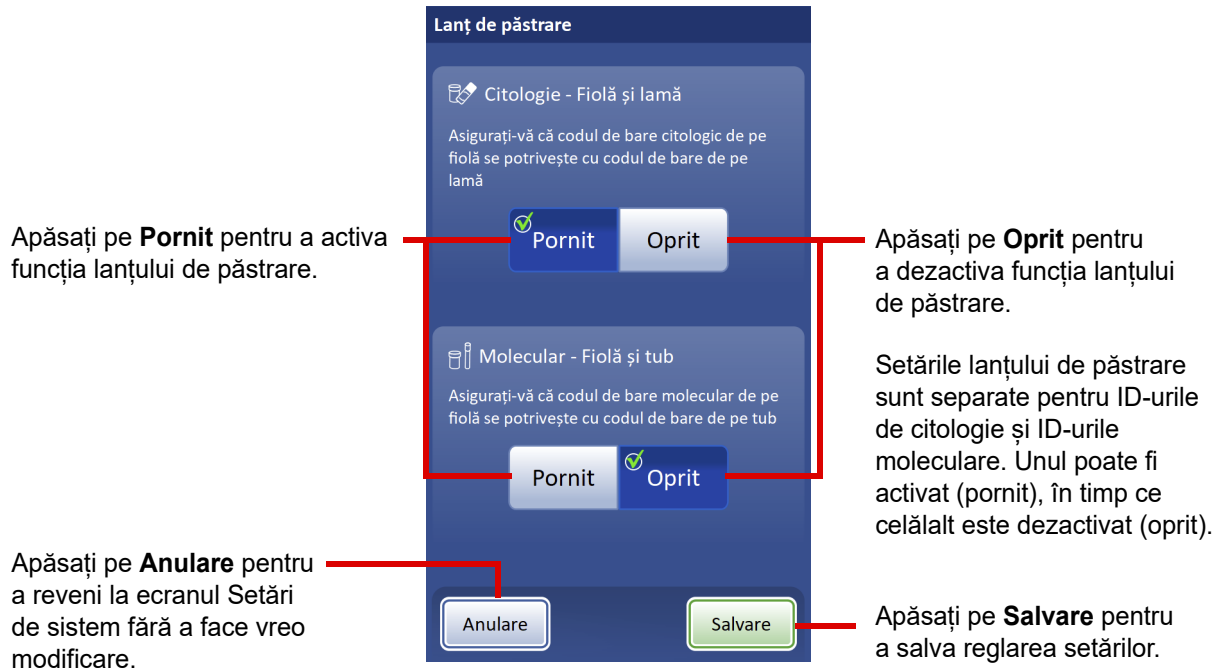 Lanț de păstrare
Citologie - Fiolă și lamă
Asigurați-vă că codul de bare citologic de pe
fiolă se potrivește cu codul de bare de pe
lamă
Pornit
Oprit
Apăsați pe Pornit pentru a activa
funcția lanțului de păstrare.
Apăsați pe Oprit pentru
a dezactiva funcția lanțului
de păstrare.
Setările lanțului de păstrare
sunt separate pentru ID-urile
de citologie și ID-urile
moleculare. Unul poate fi
activat (pornit), în timp ce
celălalt este dezactivat (oprit).
Molecular - Fiolă și tub
Asigurați-vă că codul de bare molecular de pe
fiolă se potrivește cu codul de bare de pe tub
Pornit
Oprit
Apăsați pe Anulare pentru
a reveni la ecranul Setări
de sistem fără a face vreo
modificare.
Anulare
Salvare
Apăsați pe Salvare pentru
a salva reglarea setărilor.